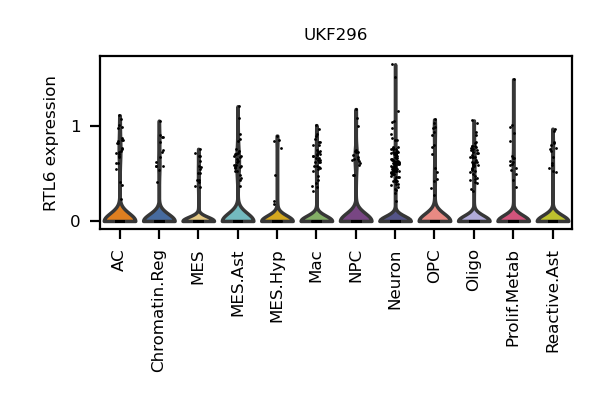 UKF296
RTL6 expression
1
0
AC
Chromatin.Reg
MES
MES.Ast
MES.Hyp
Mac
NPC
Neuron
OPC
Oligo
Prolif.Metab
Reactive.Ast